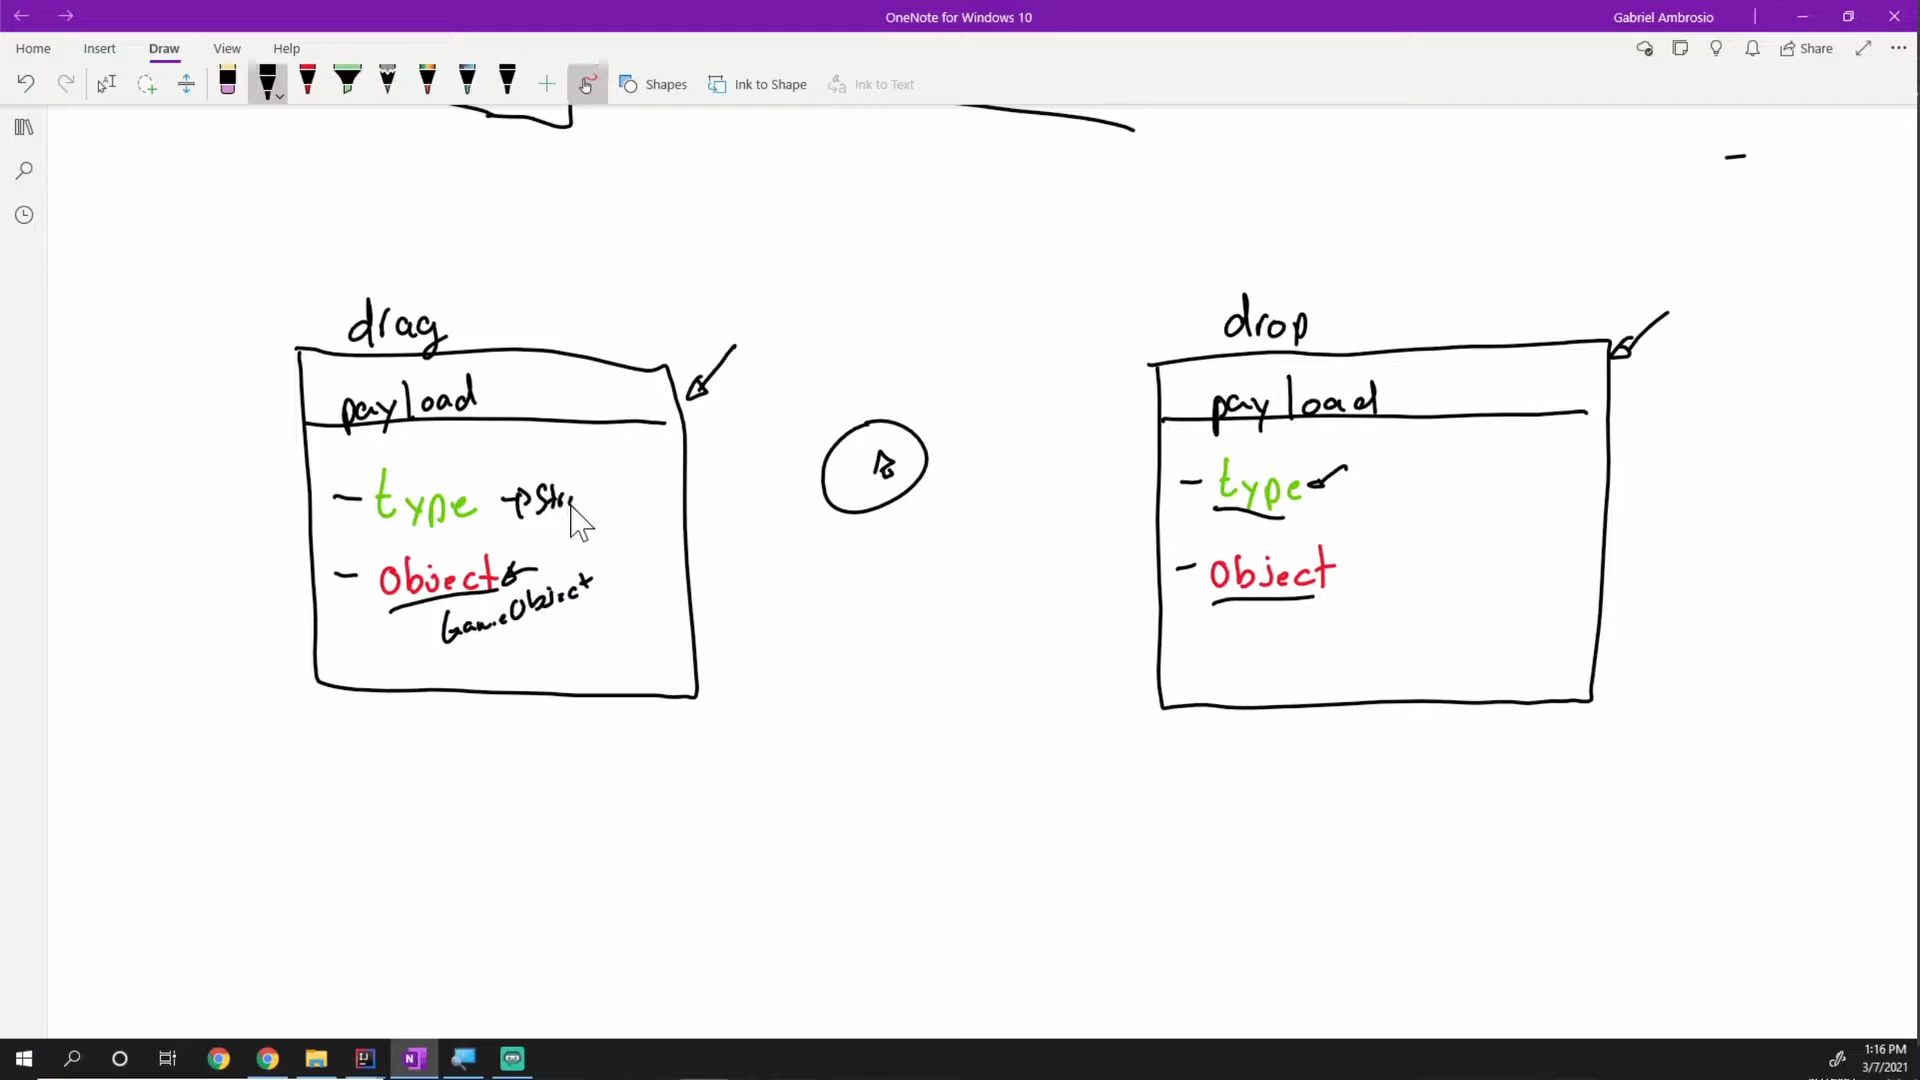 OneNote for Windows 10
Gabriel Ambrosio
Home Insert Draw View Help
Share
Shapes
Ink to Shape
Ink to Text
drag
payload
- type → Str
- Object
GameObject
drop
payload
- type
- Object
1:16 PM
3/7/2021